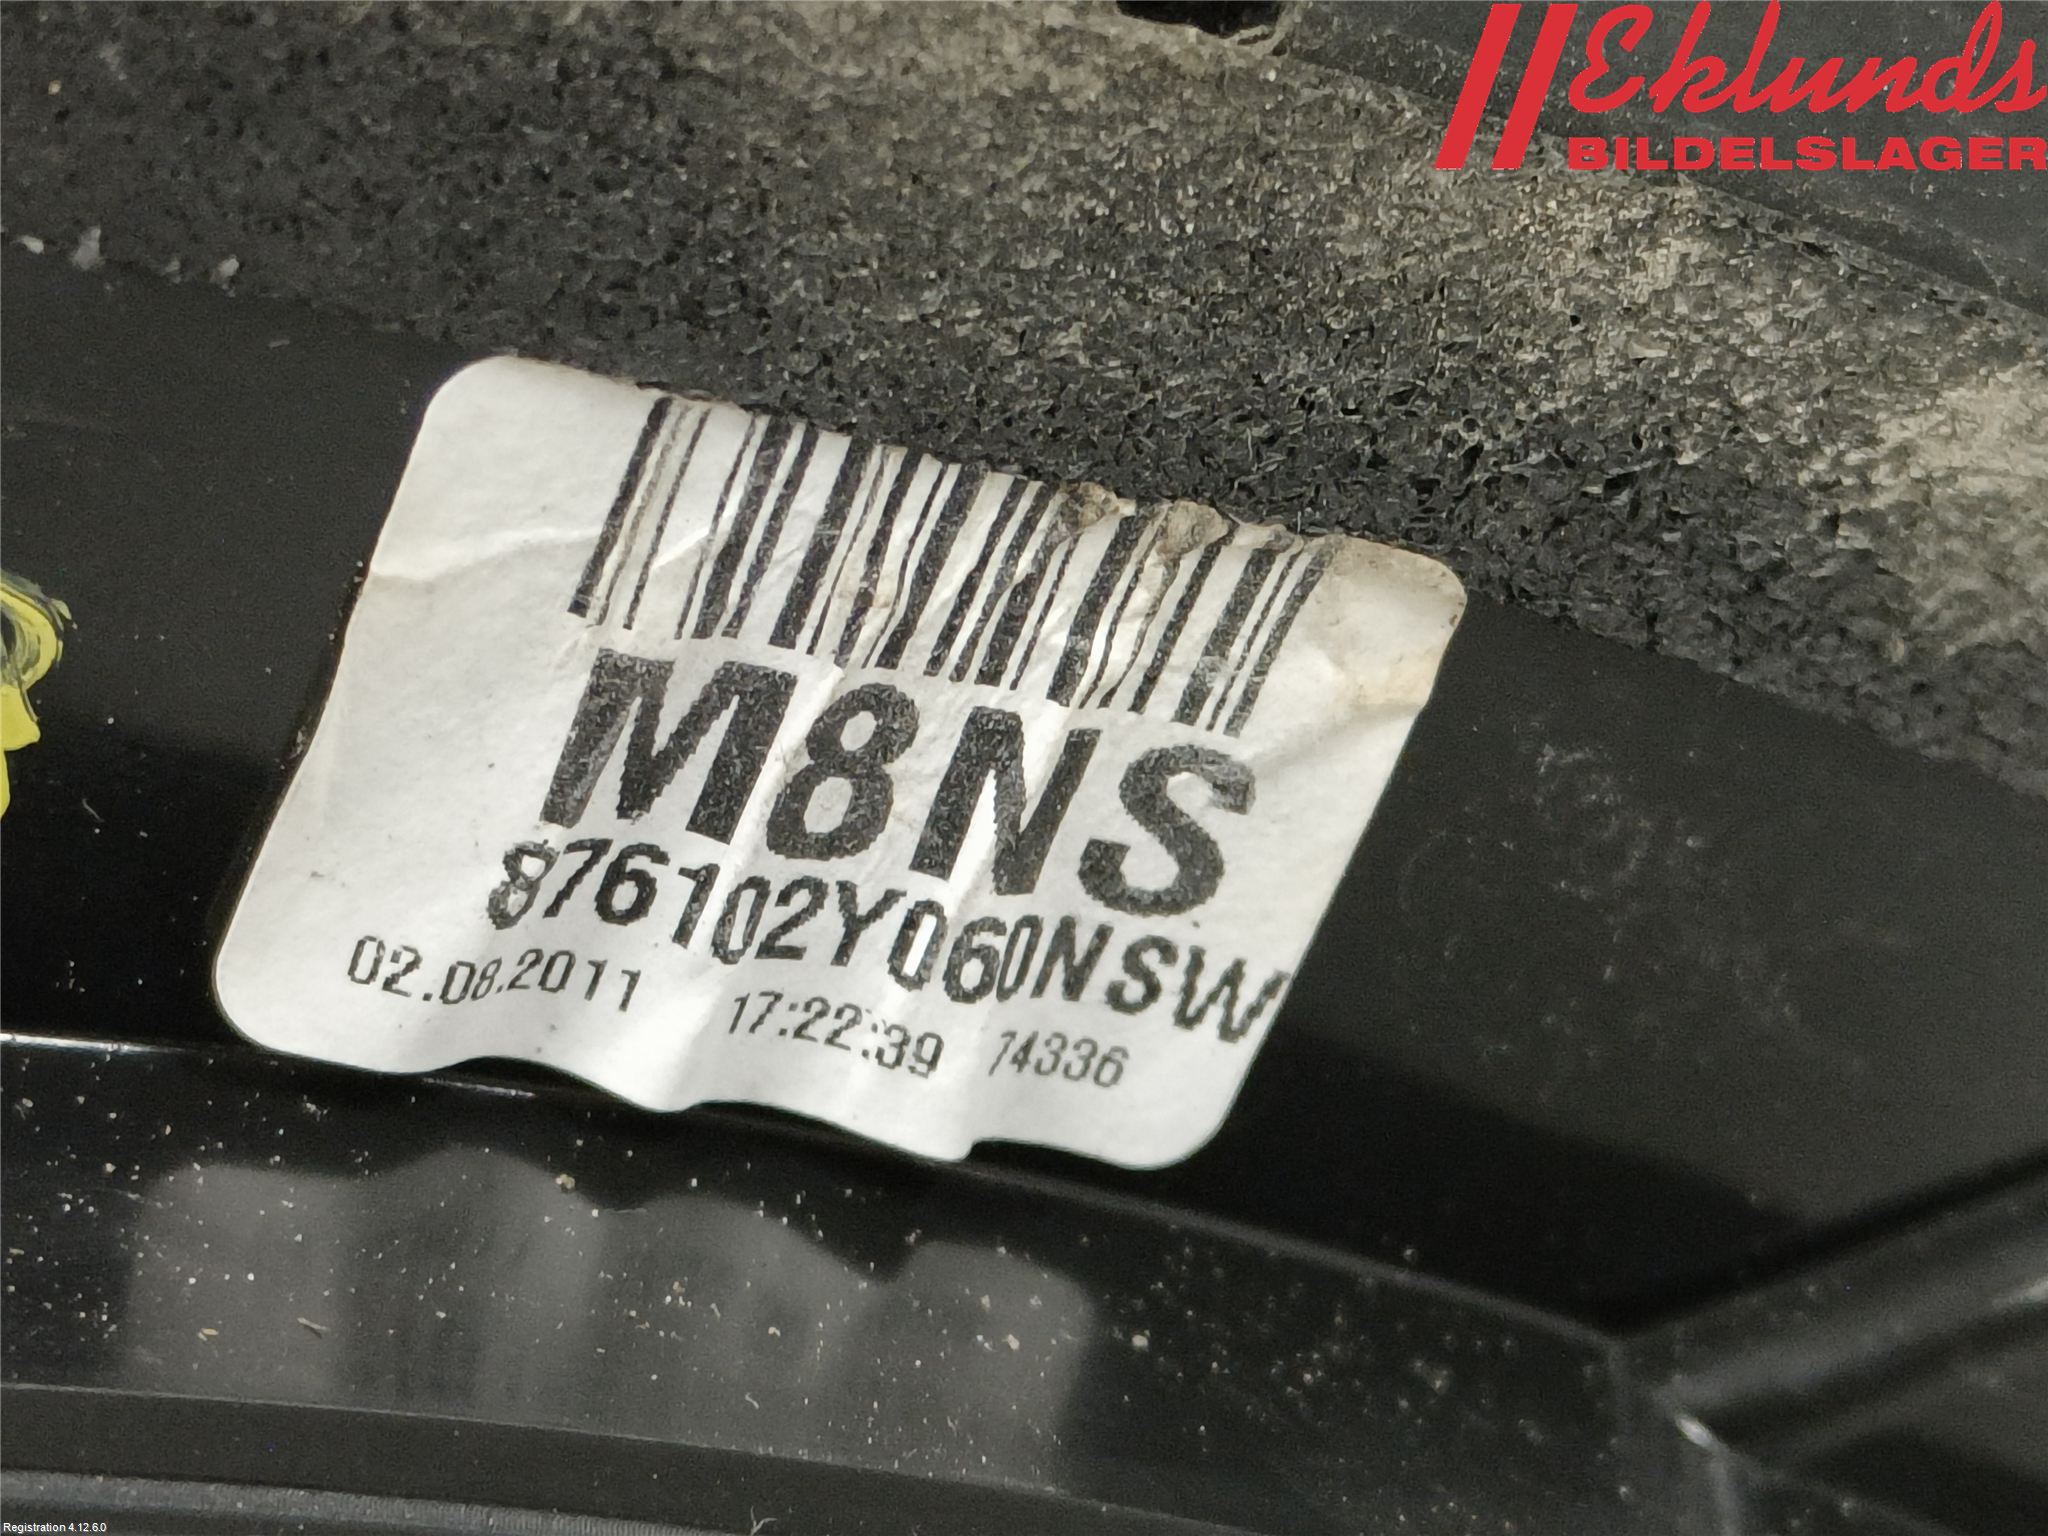 Eklunds
BILDELSLAGER
M8NS
876102Y060NSW
02.08.2011 17:22:39 74336
Registration 4.12.6.0